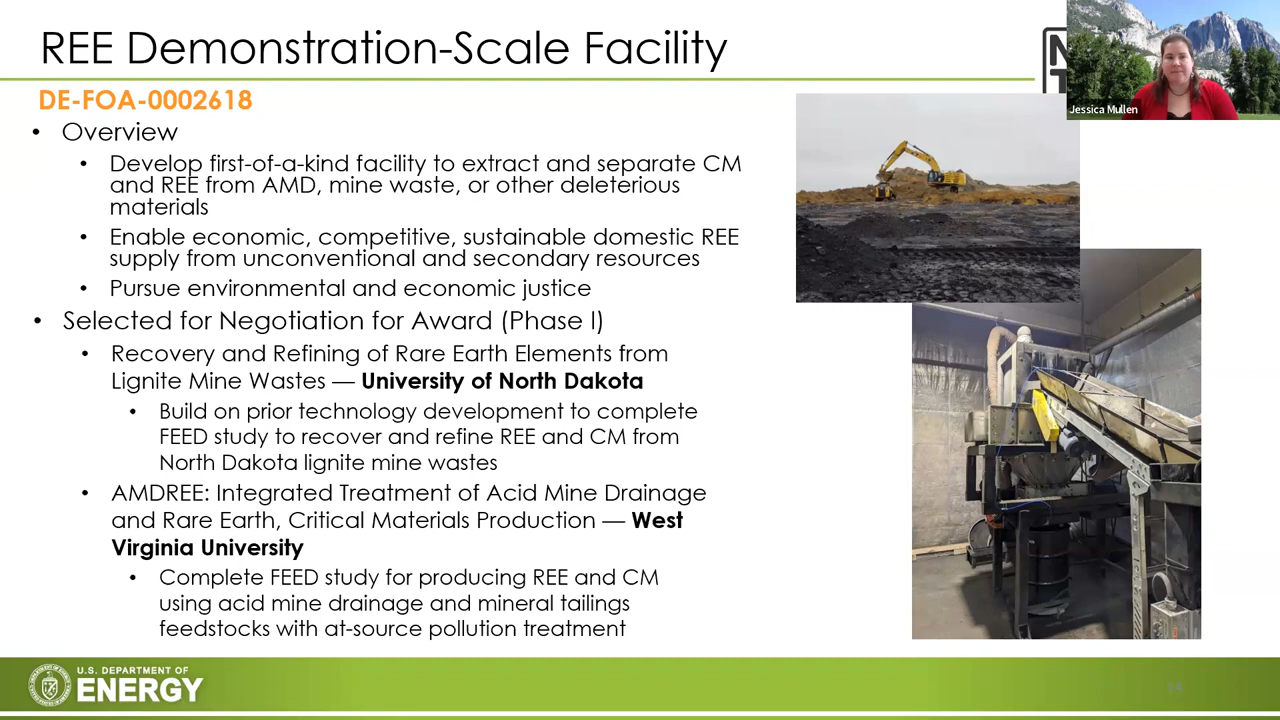 REE Demonstration-Scale Facility
Jessica Mullen
DE-FOA-0002618
• Overview
• Develop first-of-a-kind facility to extract and separate CM
and REE from AMD, mine waste, or other deleterious
materials
• Enable economic, competitive, sustainable domestic REE
supply from unconventional and secondary resources
• Pursue environmental and economic justice
• Selected for Negotiation for Award (Phase I)
• Recovery and Refining of Rare Earth Elements from
Lignite Mine Wastes — University of North Dakota
• Build on prior technology development to complete
FEED study to recover and refine REE and CM from
North Dakota lignite mine wastes
• AMDREE: Integrated Treatment of Acid Mine Drainage
and Rare Earth, Critical Materials Production — West
Virginia University
• Complete FEED study for producing REE and CM
using acid mine drainage and mineral tailings
feedstocks with at-source pollution treatment
U.S. DEPARTMENT OF
ENERGY